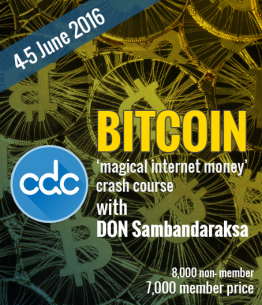 4-5 June 2016
BITCOIN
'magical internet money'
crash course
cdc
with
DON Sambandaraksa
8,000 non- member
7,000 member price